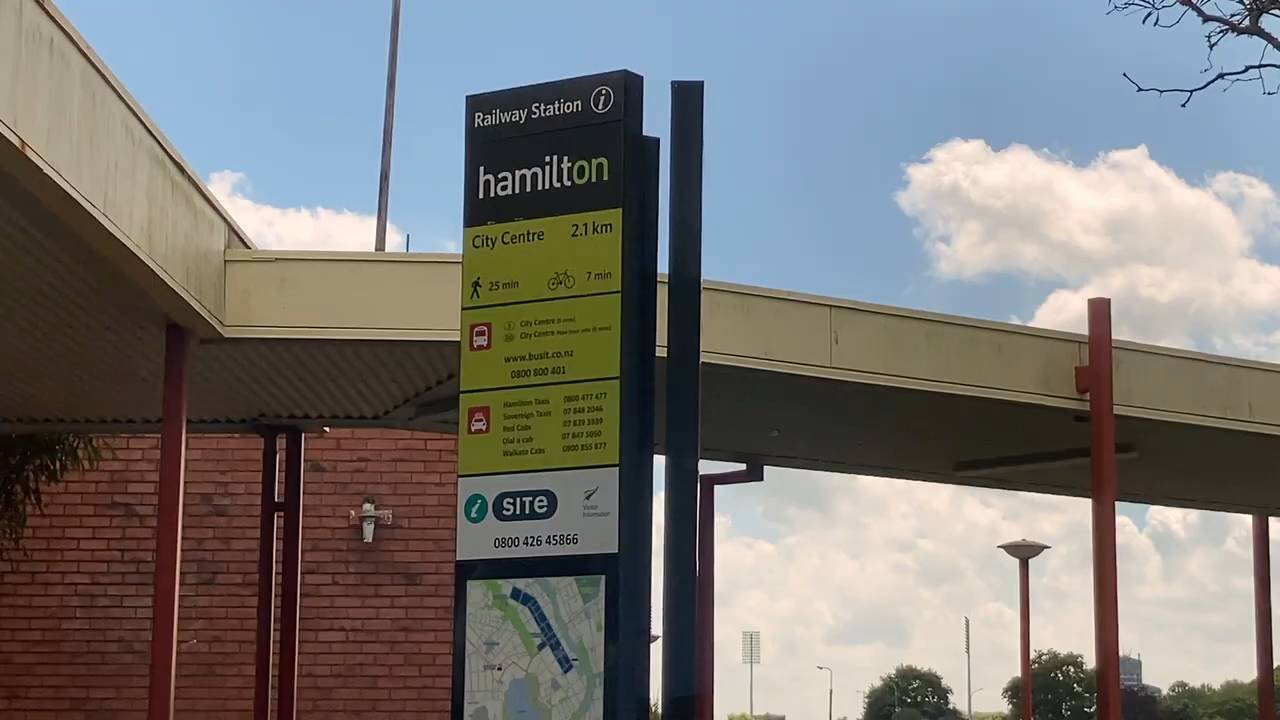 Railway Station i
hamilton
City Centre 2.1 km
25 min 7 min
City Centre
City Centre
www.busit.co.nz
0800 800 401
Hamilton Taxis 0800 477 477
Sovereign Taxis 07 848 2046
Red Cabs 07 839 3939
Dial a cab 07 847 5050
Waikato Cabs 0800 855 877
i SITE
Visitor
Information
0800 426 45866